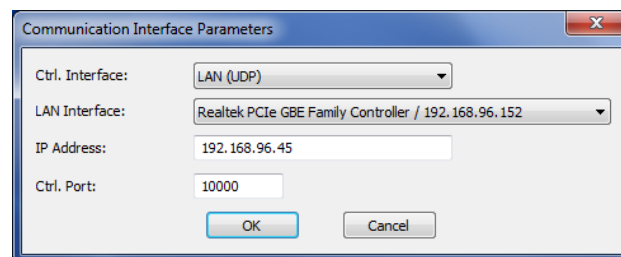 Communication Interface Parameters
Ctrl. Interface: LAN (UDP)
LAN Interface: Realtek PCIe GBE Family Controller / 192.168.96.152
IP Address: 192.168.96.45
Ctrl. Port: 10000
OK Cancel